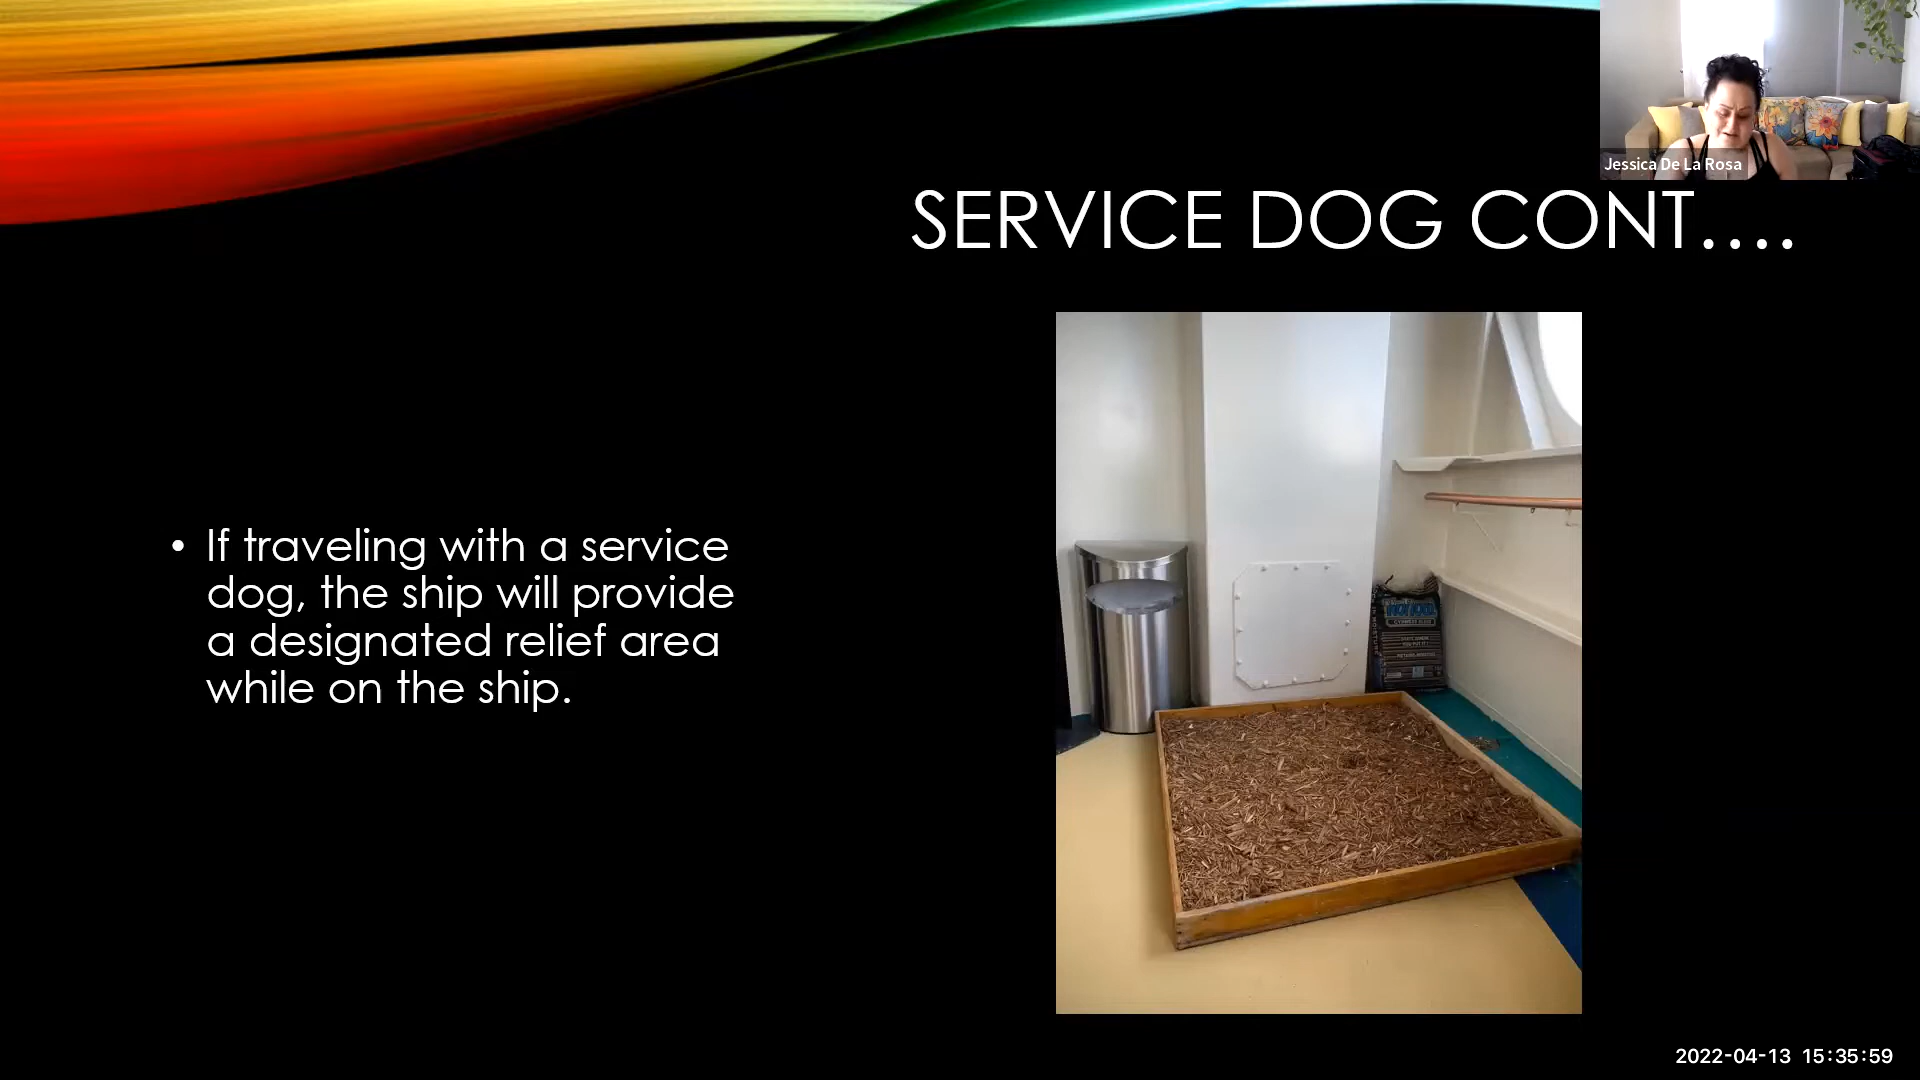 Jessica De La Rosa
SERVICE DOG CONT....
• If traveling with a service
dog, the ship will provide
a designated relief area
while on the ship.
2022-04-13 15:35:59